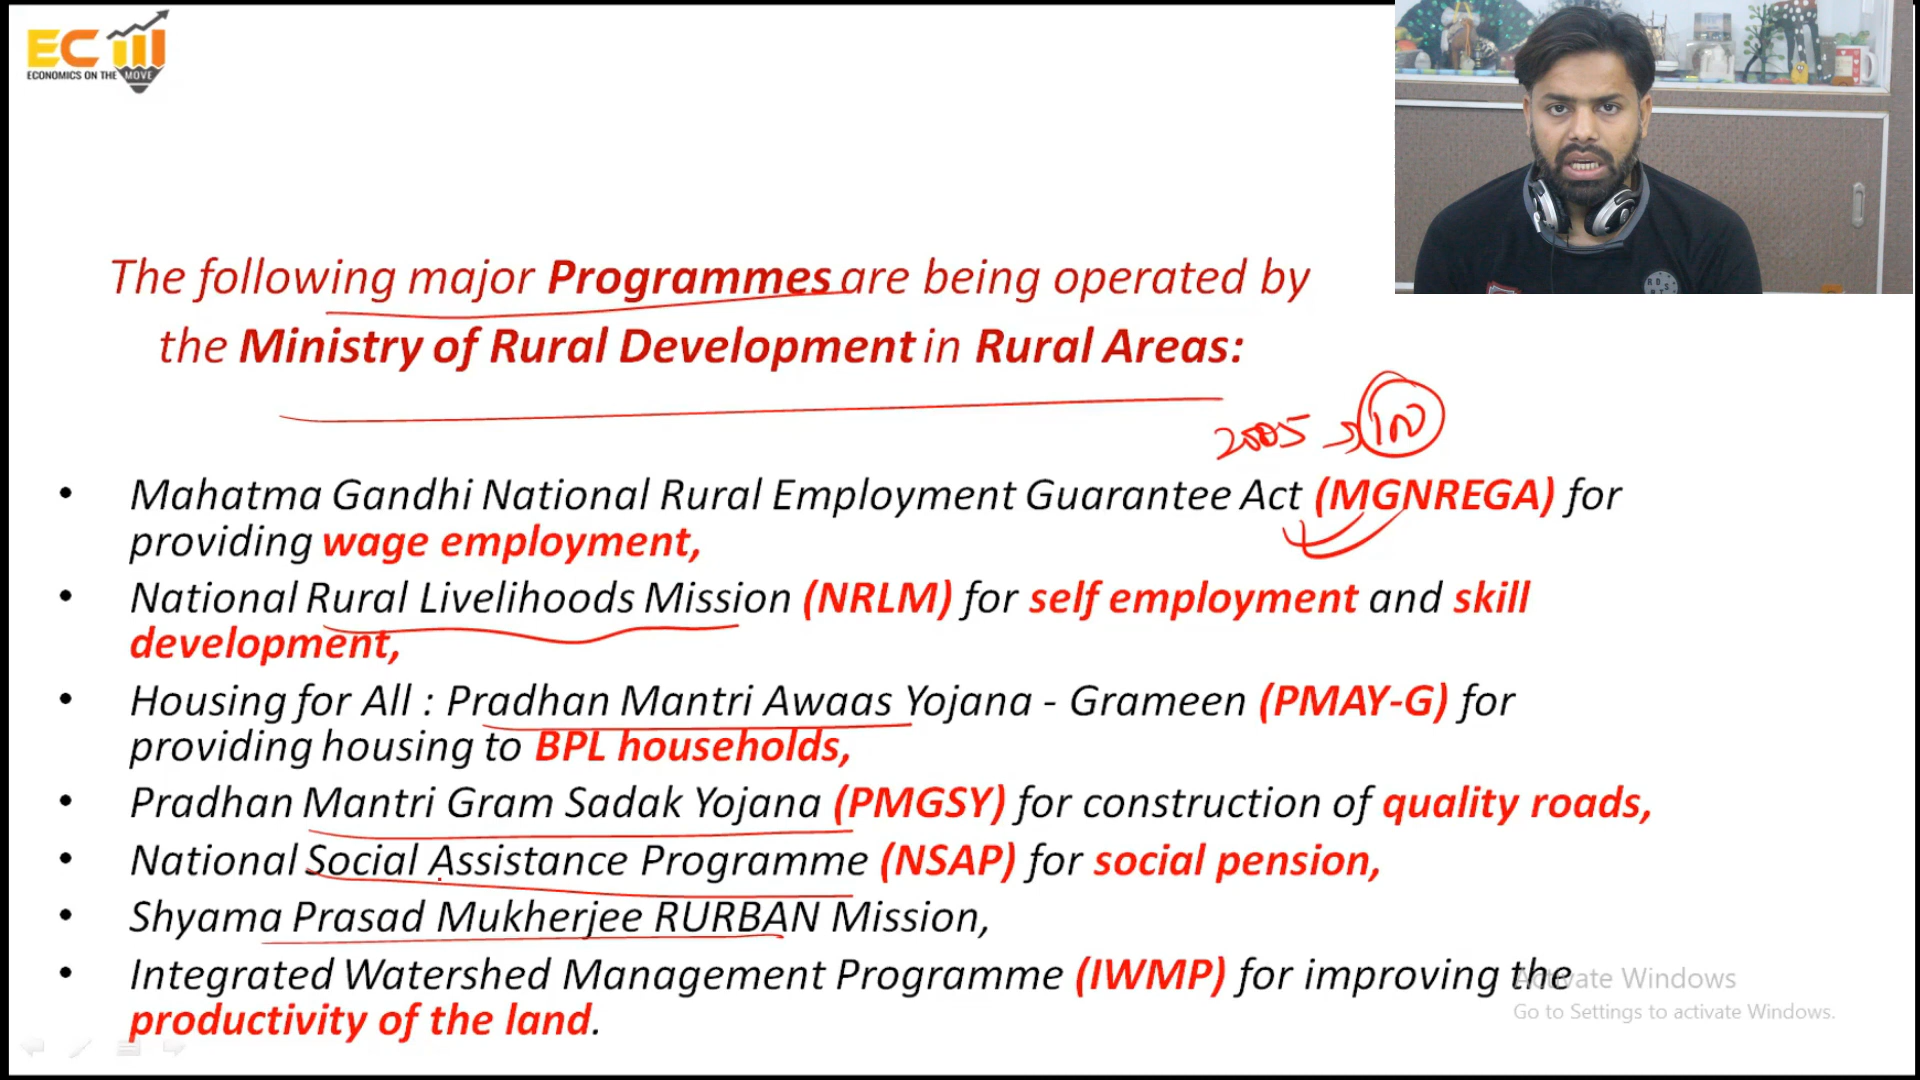 EC
ECONOMICS ON THE MOVE
The following major Programmes are being operated by
the Ministry of Rural Development in Rural Areas:
2005 → 100
• Mahatma Gandhi National Rural Employment Guarantee Act (MGNREGA) for
providing wage employment,
• National Rural Livelihoods Mission (NRLM) for self employment and skill
development,
• Housing for All : Pradhan Mantri Awaas Yojana - Grameen (PMAY-G) for
providing housing to BPL households,
• Pradhan Mantri Gram Sadak Yojana (PMGSY) for construction of quality roads,
• National Social Assistance Programme (NSAP) for social pension,
• Shyama Prasad Mukherjee RURBAN Mission,
• Integrated Watershed Management Programme (IWMP) for improving the
productivity of the land.
Activate Windows
Go to Settings to activate Windows.